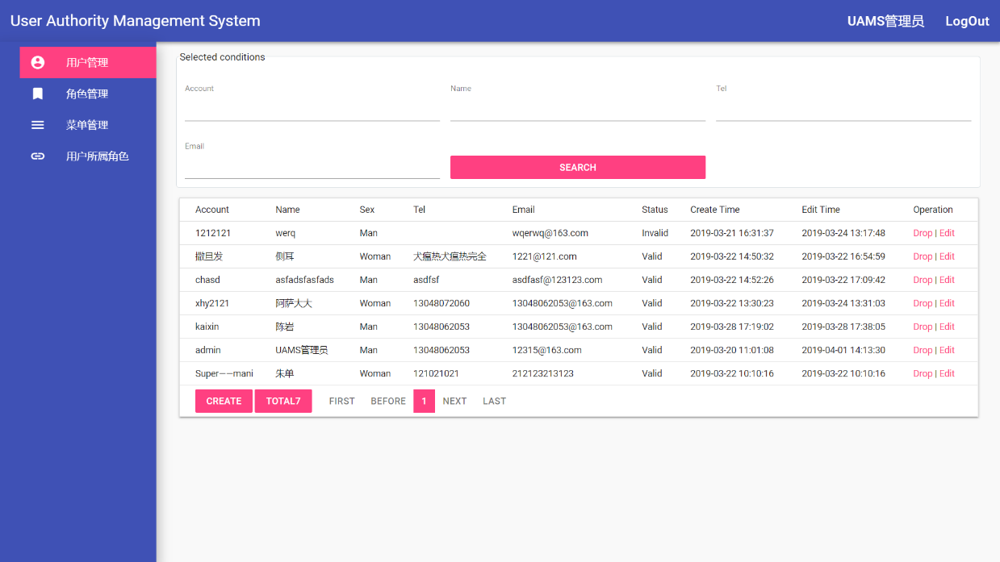 User Authority Management System UAMS管理员 LogOut
用户管理
角色管理
菜单管理
用户所属角色
Selected conditions
Account Name Tel
Email SEARCH
Account Name Sex Tel Email Status Create Time Edit Time Operation
1212121 werq Man wqerwq@163.com Invalid 2019-03-21 16:31:37 2019-03-24 13:17:48 Drop | Edit
撒旦发 侧耳 Woman 犬瘟热犬瘟热完全 1221@121.com Valid 2019-03-22 14:50:32 2019-03-22 16:54:59 Drop | Edit
chasd asfadsfasfads Man asdfsf asdfasf@123123.com Valid 2019-03-22 14:52:26 2019-03-22 17:09:42 Drop | Edit
xhy2121 阿萨大大 Woman 13048072060 13048062053@163.com Valid 2019-03-22 13:30:23 2019-03-24 13:31:03 Drop | Edit
kaixin 陈岩 Man 13048062053 13048062053@163.com Valid 2019-03-28 17:19:02 2019-03-28 17:38:05 Drop | Edit
admin UAMS管理员 Man 13048062053 12315@163.com Valid 2019-03-20 11:01:08 2019-04-01 14:13:30 Drop | Edit
Super——mani 朱单 Woman 121021021 212123213123 Valid 2019-03-22 10:10:16 2019-03-22 10:10:16 Drop | Edit
CREATE TOTAL7 FIRST BEFORE 1 NEXT LAST